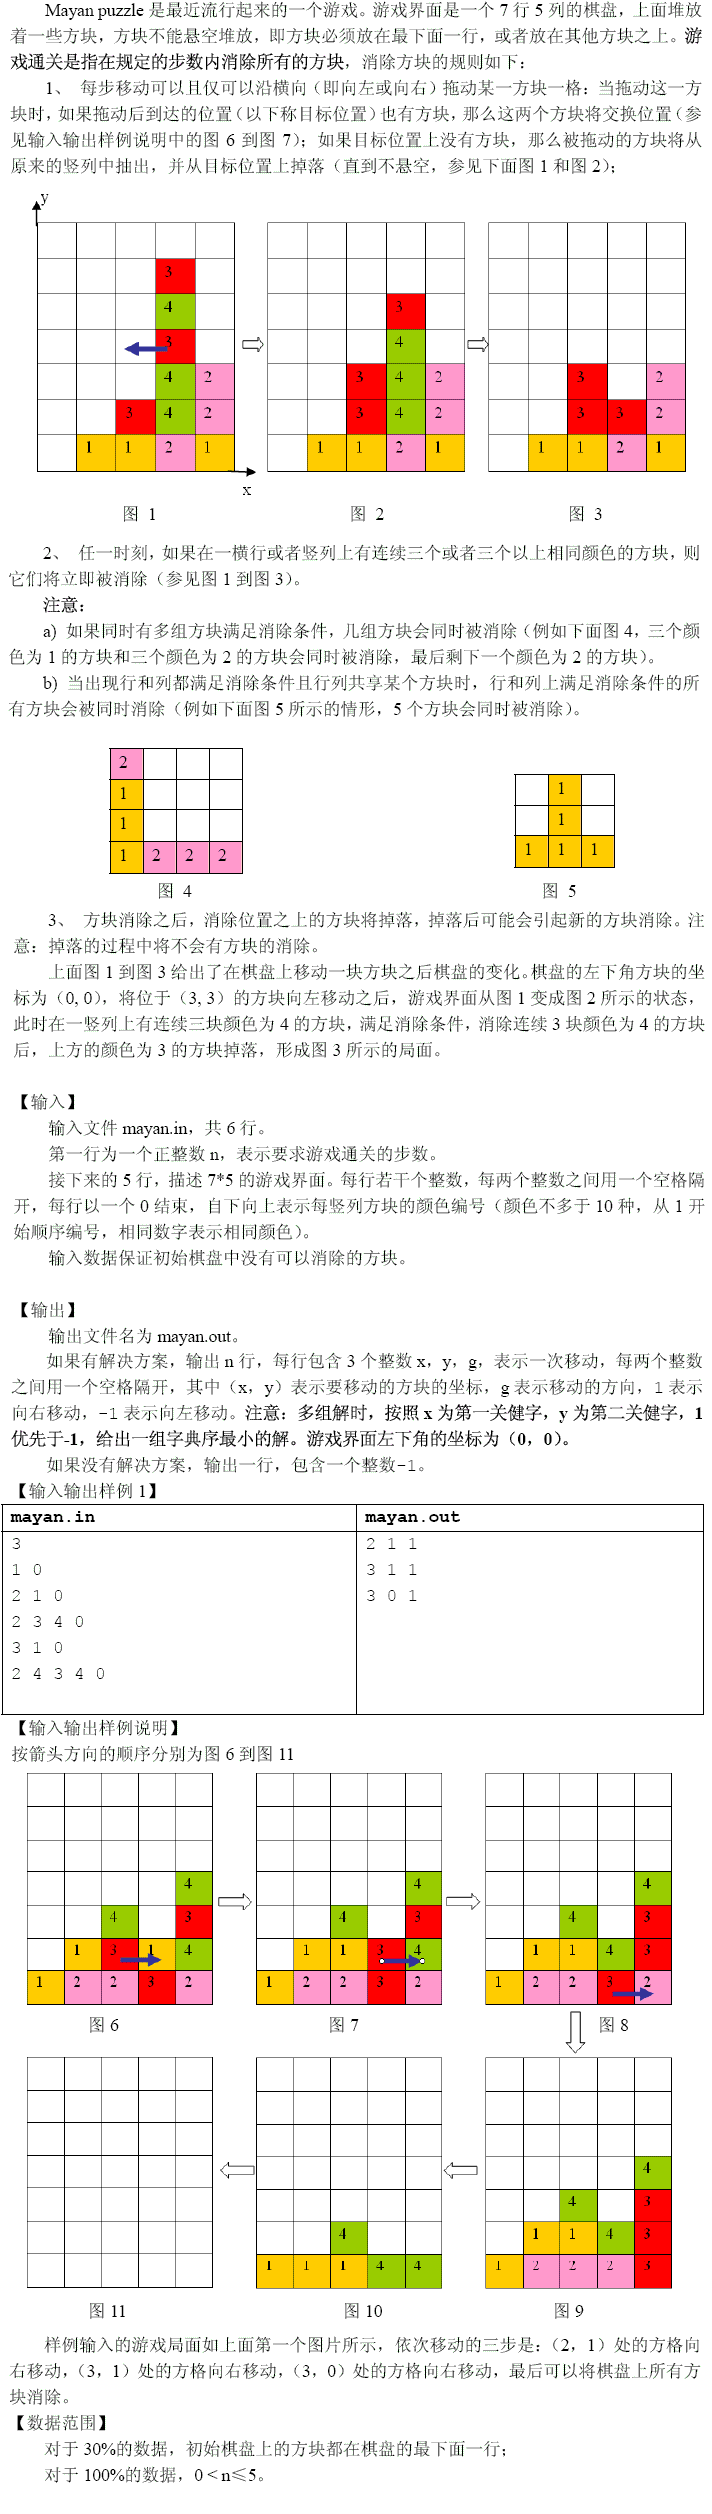 Mayan puzzle 是最近流行起来的一个游戏。游戏界面是一个 7 行 5 列的棋盘，上面堆放
着一些方块，方块不能悬空堆放，即方块必须放在最下面一行，或者放在其他方块之上。游
戏通关是指在规定的步数内消除所有的方块，消除方块的规则如下：
1、 每步移动可以且仅可以沿横向（即向左或向右）拖动某一方块一格：当拖动这一方
块时，如果拖动后到达的位置（以下称目标位置）也有方块，那么这两个方块将交换位置（参
见输入输出样例说明中的图 6 到图 7）；如果目标位置上没有方块，那么被拖动的方块将从
原来的竖列中抽出，并从目标位置上掉落（直到不悬空，参见下面图 1 和图 2）；
y
3
4
3 3
3 4 3 4 2 3 2
3 4 2 3 4 2 3 3 2
1 1 2 1 1 1 2 1 1 1 2 1
x
图 1 图 2 图 3
2、 任一时刻，如果在一横行或者竖列上有连续三个或者三个以上相同颜色的方块，则
它们将立即被消除（参见图 1 到图 3）。
注意：
a) 如果同时有多组方块满足消除条件，几组方块会同时被消除（例如下面图 4，三个颜
色为 1 的方块和三个颜色为 2 的方块会同时被消除，最后剩下一个颜色为 2 的方块）。
b) 当出现行和列都满足消除条件且行列共享某个方块时，行和列上满足消除条件的所
有方块会被同时消除（例如下面图 5 所示的情形，5 个方块会同时被消除）。
2
1 1
1 1
1 2 2 2 1 1 1
图 4 图 5
3、 方块消除之后，消除位置之上的方块将掉落，掉落后可能会引起新的方块消除。注
意：掉落的过程中将不会有方块的消除。
上面图 1 到图 3 给出了在棋盘上移动一块方块之后棋盘的变化。棋盘的左下角方块的坐
标为（0, 0），将位于（3, 3）的方块向左移动之后，游戏界面从图 1 变成图 2 所示的状态，
此时在一竖列上有连续三块颜色为 4 的方块，满足消除条件，消除连续 3 块颜色为 4 的方块
后，上方的颜色为 3 的方块掉落，形成图 3 所示的局面。
【输入】
输入文件 mayan.in，共 6 行。
第一行为一个正整数 n，表示要求游戏通关的步数。
接下来的 5 行，描述 7*5 的游戏界面。每行若干个整数，每两个整数之间用一个空格隔
开，每行以一个 0 结束，自下向上表示每竖列方块的颜色编号（颜色不多于 10 种，从 1 开
始顺序编号，相同数字表示相同颜色）。
输入数据保证初始棋盘中没有可以消除的方块。
【输出】
输出文件名为 mayan.out。
如果有解决方案，输出 n 行，每行包含 3 个整数 x，y，g，表示一次移动，每两个整数
之间用一个空格隔开，其中（x，y）表示要移动的方块的坐标，g 表示移动的方向，1 表示
向右移动，-1 表示向左移动。注意：多组解时，按照 x 为第一关健字，y 为第二关健字，1
优先于-1，给出一组字典序最小的解。游戏界面左下角的坐标为（0，0）。
如果没有解决方案，输出一行，包含一个整数-1。
【输入输出样例 1】
mayan.in mayan.out
3 2 1 1
1 0 3 1 1
2 1 0 3 0 1
2 3 4 0
3 1 0
2 4 3 4 0
【输入输出样例说明】
按箭头方向的顺序分别为图 6 到图 11
4 4 4
4 3 4 3 4 3
1 3 1 4 1 1 3 4 1 1 4 3
1 2 2 3 2 1 2 2 3 2 1 2 2 3 2
图 6 图 7 图 8
4
4 3
4 1 1 4 3
1 1 1 4 4 1 2 2 2 3
图 11 图 10 图 9
样例输入的游戏局面如上面第一个图片所示，依次移动的三步是：（2，1）处的方格向
右移动，（3，1）处的方格向右移动，（3，0）处的方格向右移动，最后可以将棋盘上所有方
块消除。
【数据范围】
对于 30%的数据，初始棋盘上的方块都在棋盘的最下面一行；
对于 100%的数据，0 < n≤5。